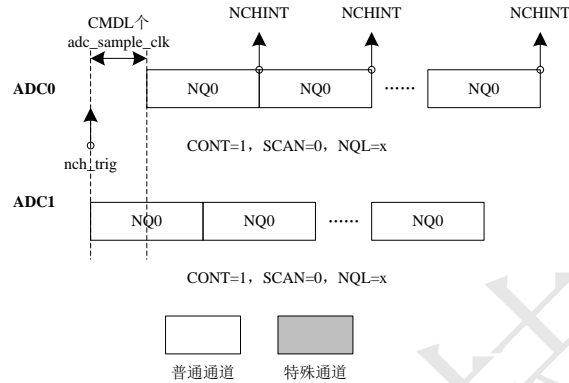 CMDL个
adc_sample_clk
NCHINT
NCHINT
NCHINT
ADC0
NQ0
NQ0
……
NQ0
CONT=1，SCAN=0，NQL=x
nch_trig
ADC1
NQ0
NQ0
……
NQ0
CONT=1，SCAN=0，NQL=x
普通通道
特殊通道